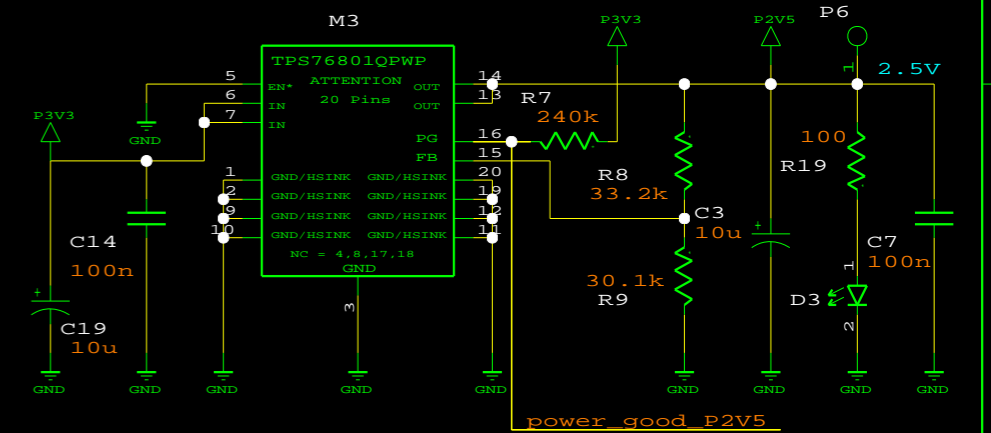 M3
P3V3
P2V5
P6
TPS76801QPWP
ATTENTION
20 Pins
5
EN*
OUT
14
6
IN
OUT
13
7
IN
PG
16
FB
15
1
GND/HSINK
GND/HSINK
20
2
GND/HSINK
GND/HSINK
19
9
GND/HSINK
GND/HSINK
12
10
GND/HSINK
GND/HSINK
11
NC = 4,8,17,18
GND
3
P3V3
GND
C14
100n
+
C19
10u
R7
240k
R8
33.2k
C3
10u
+
30.1k
R9
1
2.5V
100
R19
C7
100n
1
D3
2
GND
GND
GND
GND
GND
GND
GND
GND
GND
power_good_P2V5